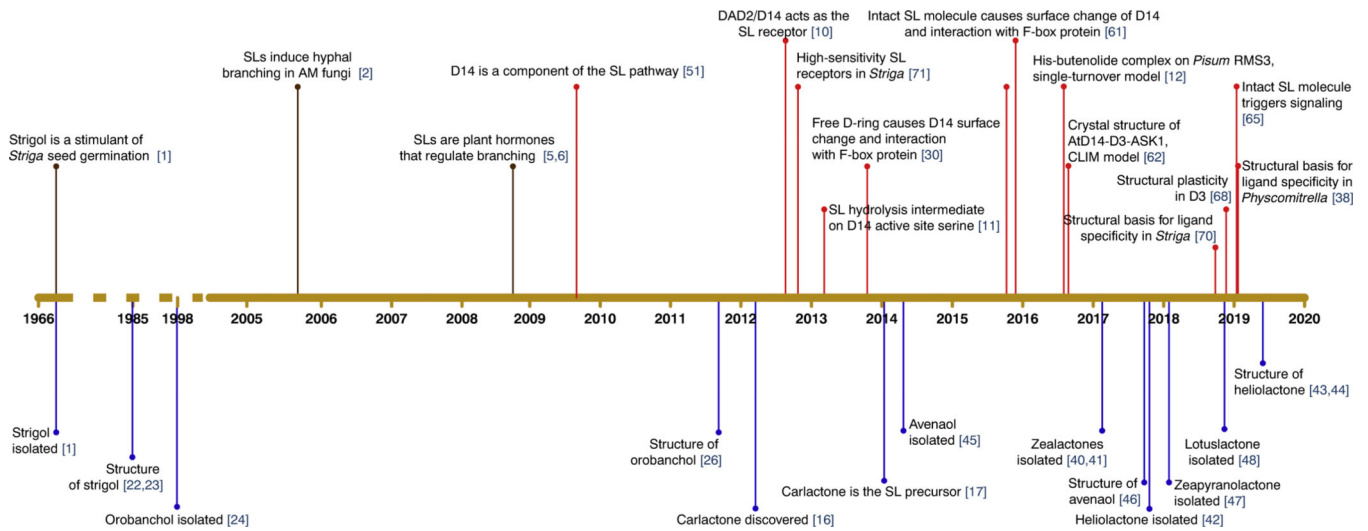 Strigol is a stimulant of
Striga seed germination [1]
SLs induce hyphal
branching in AM fungi [2]
SLs are plant hormones
that regulate branching [5,6]
D14 is a component of the SL pathway [51]
DAD2/D14 acts as the
SL receptor [10]
High-sensitivity SL
receptors in Striga [71]
SL hydrolysis intermediate
on D14 active site serine [11]
Free D-ring causes D14 surface
change and interaction
with F-box protein [30]
Intact SL molecule causes surface change of D14
and interaction with F-box protein [61]
His-butenolide complex on Pisum RMS3,
single-turnover model [12]
Crystal structure of
AtD14-D3-ASK1,
CLIM model [62]
Structural basis for ligand
specificity in Striga [70]
Structural plasticity
in D3 [68]
Intact SL molecule
triggers signaling
[65]
Structural basis for
ligand specificity in
Physcomitrella [38]
1966 1985 1998 2005 2006 2008 2009 2010 2011 2012 2013 2014 2015 2016 2017 2018 2019 2020
Strigol
isolated [1]
Structure
of strigol [22,23]
Orobanchol isolated [24]
Structure of
orobanchol [26]
Carlactone discovered [16]
Carlactone is the SL precursor [17]
Avenaol
isolated [45]
Zealactones
isolated [40,41]
Structure of
avenaol [46]
Heliolactone isolated [42]
Zeapyranolactone
isolated [47]
Lotuslactone
isolated [48]
Structure of
heliolactone [43,44]